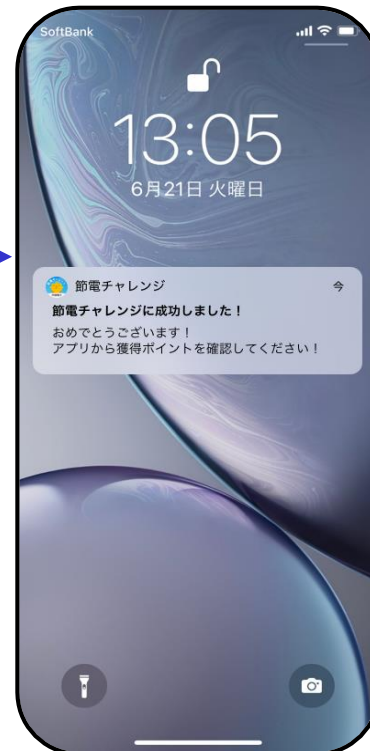 SoftBank
13:05
6月21日 火曜日
節電チャレンジ
今
節電チャレンジに成功しました！
おめでとうございます！
アプリから獲得ポイントを確認してください！